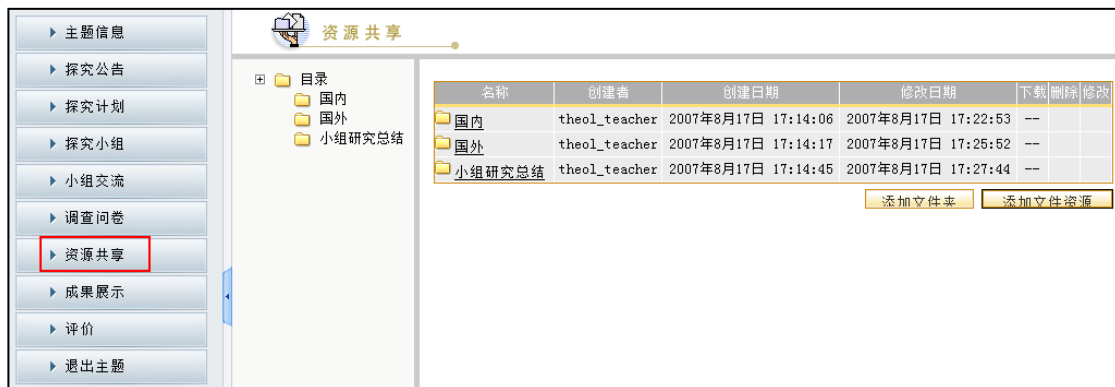 主题信息
探究公告
探究计划
探究小组
小组交流
调查问卷
资源共享
成果展示
评价
退出主题
资源共享
目录
国内
国外
小组研究总结
名称 创建者 创建日期 修改日期 下载 删除 修改
国内 theol_teacher 2007年8月17日 17:14:06 2007年8月17日 17:22:53 --
国外 theol_teacher 2007年8月17日 17:14:17 2007年8月17日 17:25:52 --
小组研究总结 theol_teacher 2007年8月17日 17:14:45 2007年8月17日 17:27:44 --
添加文件夹 添加文件资源